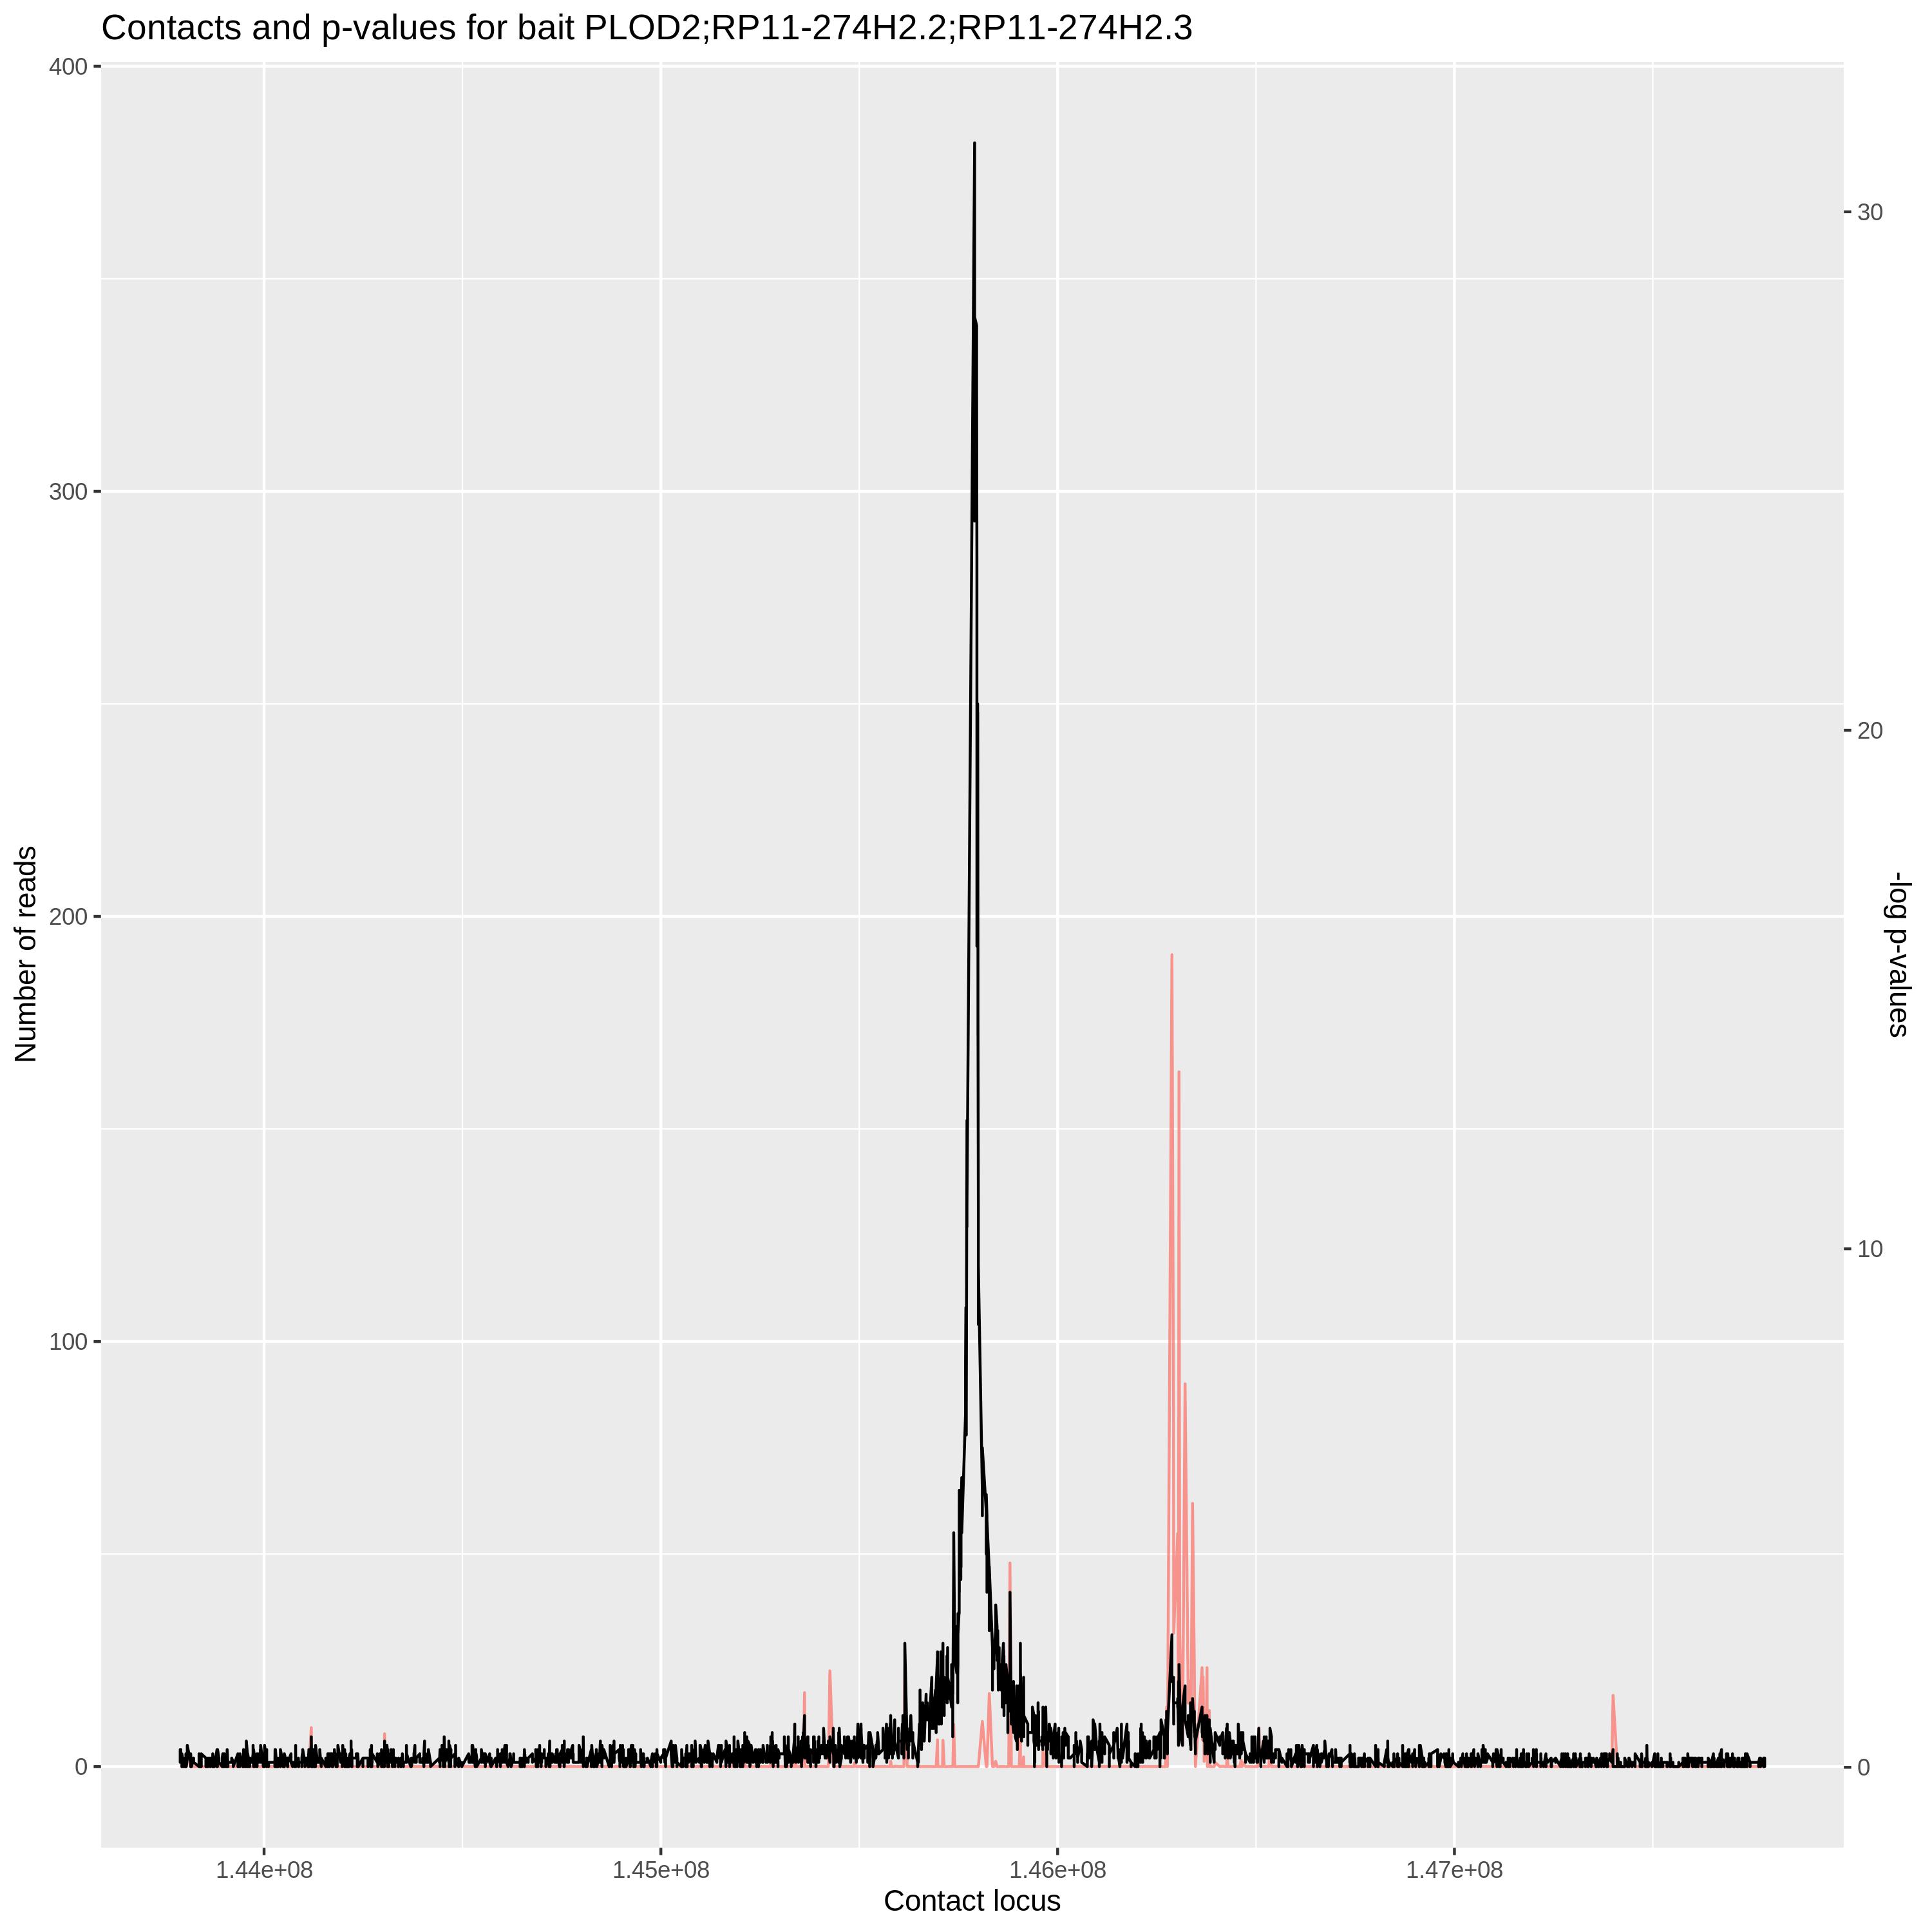 Contacts and p-values for bait PLOD2;RP11-274H2.2;RP11-274H2.3
400
300
200
100
0
Number of reads
30
20
10
0
-log p-values
1.44e+08 1.45e+08 1.46e+08 1.47e+08
Contact locus